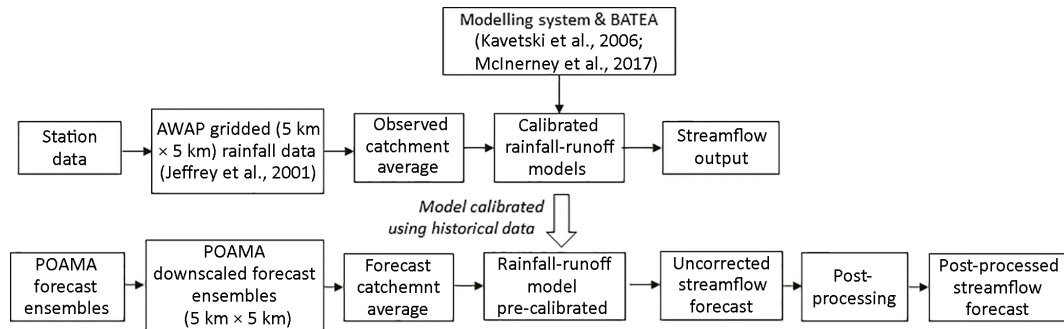 Modelling system & BATEA
(Kavetski et al., 2006;
McInerney et al., 2017)
Station
data
AWAP gridded (5 km
× 5 km) rainfall data
(Jeffrey et al., 2001)
Observed
catchment
average
Calibrated
rainfall-runoff
models
Streamflow
output
Model calibrated
using historical data
POAMA
forecast
ensembles
POAMA
downscaled forecast
ensembles
(5 km × 5 km)
Forecast
catchemnt
average
Rainfall-runoff
model
pre-calibrated
Uncorrected
streamflow
forecast
Post-
processing
Post-processed
streamflow
forecast